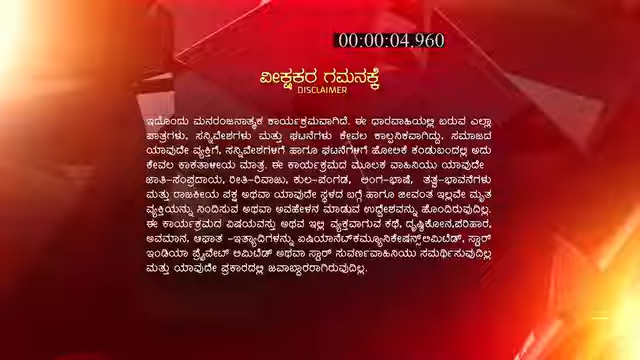 00:00:04.960
ವೀಕ್ಷಕರ ಗಮನಕ್ಕೆ
DISCLAIMER
ಇದೊಂದು ಮನರಂಜನಾತ್ಮಕ ಕಾರ್ಯಕ್ರಮವಾಗಿದೆ. ಈ ಧಾರವಾಹಿಯಲ್ಲಿ ಬರುವ ಎಲ್ಲಾ
ಪಾತ್ರಗಳು, ಸನ್ನಿವೇಶಗಳು ಮತ್ತು ಘಟನೆಗಳು ಕೇವಲ ಕಾಲ್ಪನಿಕವಾಗಿದ್ದು, ಸಮಾಜದ
ಯಾವುದೇ ವ್ಯಕ್ತಿಗೆ, ಸನ್ನಿವೇಶಗಳಿಗೆ ಹಾಗೂ ಘಟನೆಗಳಿಗೆ ಹೋಲಿಕೆ ಕಂಡುಬಂದಲ್ಲಿ ಅದು
ಕೇವಲ ಕಾಕತಾಳೀಯ ಮಾತ್ರ. ಈ ಕಾರ್ಯಕ್ರಮದ ಮೂಲಕ ವಾಹಿನಿಯು ಯಾವುದೇ
ಜಾತಿ-ಸಂಪ್ರದಾಯ, ರೀತಿ-ರಿವಾಜು, ಕುಲ-ಪಂಗಡ, ಲಿಂಗ-ಭಾಷೆ, ತತ್ವ-ಭಾವನೆಗಳು
ಮತ್ತು ರಾಜಕೀಯ ಪಕ್ಷ ಅಥವಾ ಯಾವುದೇ ಸ್ಥಳದ ಬಗ್ಗೆ ಹಾಗೂ ಜೀವಂತ ಇಲ್ಲವೇ ಮೃತ
ವ್ಯಕ್ತಿಯನ್ನು ನಿಂದಿಸುವ ಅಥವಾ ಅವಹೇಳನ ಮಾಡುವ ಉದ್ದೇಶವನ್ನು ಹೊಂದಿರುವುದಿಲ್ಲ.
ಈ ಕಾರ್ಯಕ್ರಮದ ವಿಷಯವಸ್ತು ಅಥವ ಇಲ್ಲಿ ವ್ಯಕ್ತವಾಗುವ ಕಥೆ, ದೃಷ್ಟಿಕೋನ,ಪರಿಹಾರ,
ಅವಮಾನ, ಆಘಾತ -ಇತ್ಯಾದಿಗಳನ್ನು ಏಷಿಯಾನೆಟ್‌ಕಮ್ಯೂನಿಕೇಷನ್ಸ್ ಲಿಮಿಟೆಡ್, ಸ್ಟಾರ್
ಇಂಡಿಯಾ ಪ್ರೈವೇಟ್ ಲಿಮಿಟೆಡ್ ಅಥವಾ ಸ್ಟಾರ್ ಸುವರ್ಣವಾಹಿನಿಯು ಸಮರ್ಥಿಸುವುದಿಲ್ಲ
ಮತ್ತು ಯಾವುದೇ ಪ್ರಕಾರದಲ್ಲಿ ಜವಾಬ್ದಾರರಾಗಿರುವುದಿಲ್ಲ.